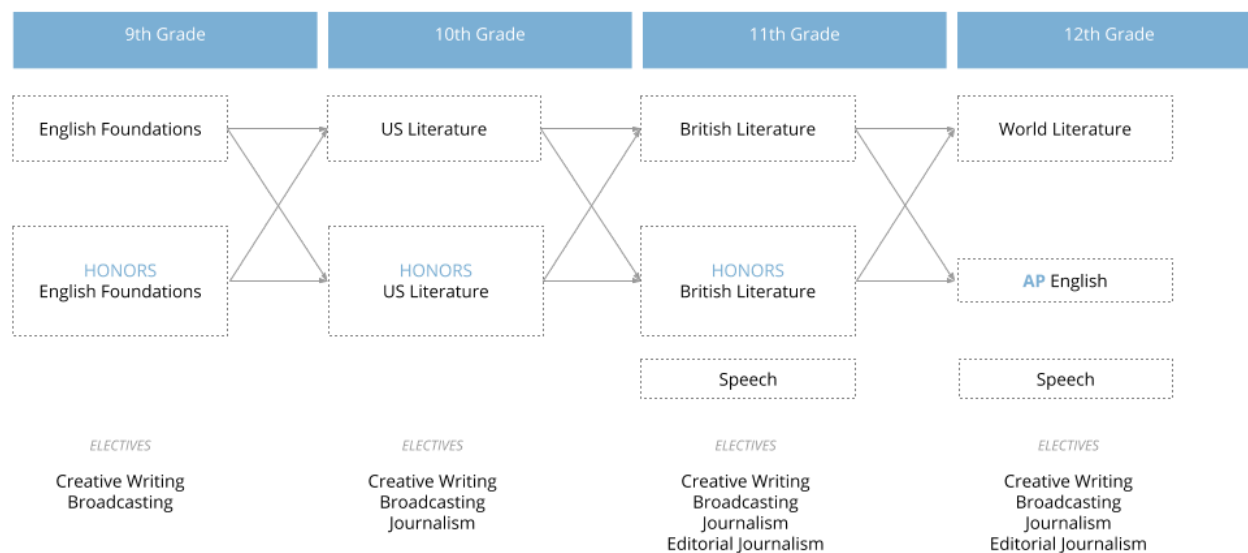 9th Grade
10th Grade
11th Grade
12th Grade
English Foundations
US Literature
British Literature
World Literature
HONORS
English Foundations
HONORS
US Literature
HONORS
British Literature
AP English
Speech
Speech
ELECTIVES
Creative Writing
Broadcasting
ELECTIVES
Creative Writing
Broadcasting
Journalism
ELECTIVES
Creative Writing
Broadcasting
Journalism
Editorial Journalism
ELECTIVES
Creative Writing
Broadcasting
Journalism
Editorial Journalism